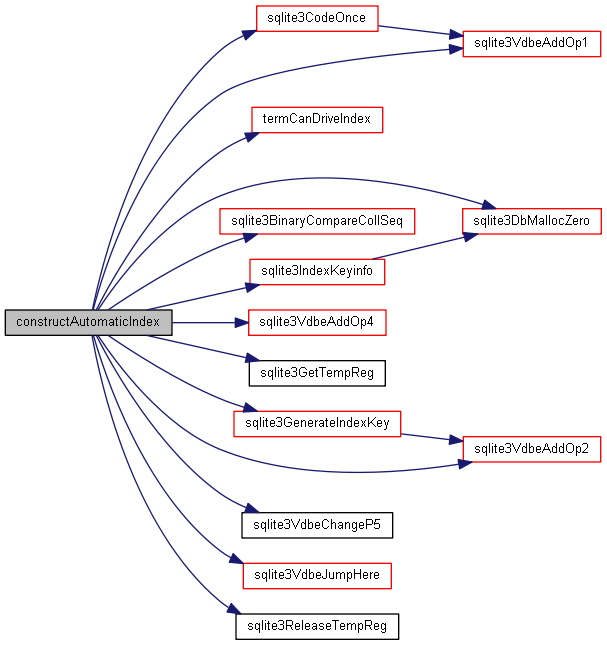 sqlite3CodeOnce
sqlite3VdbeAddOp1
termCanDriveIndex
sqlite3BinaryCompareCollSeq
sqlite3DbMallocZero
sqlite3IndexKeyinfo
constructAutomaticIndex
sqlite3VdbeAddOp4
sqlite3GetTempReg
sqlite3GenerateIndexKey
sqlite3VdbeAddOp2
sqlite3VdbeChangeP5
sqlite3VdbeJumpHere
sqlite3ReleaseTempReg